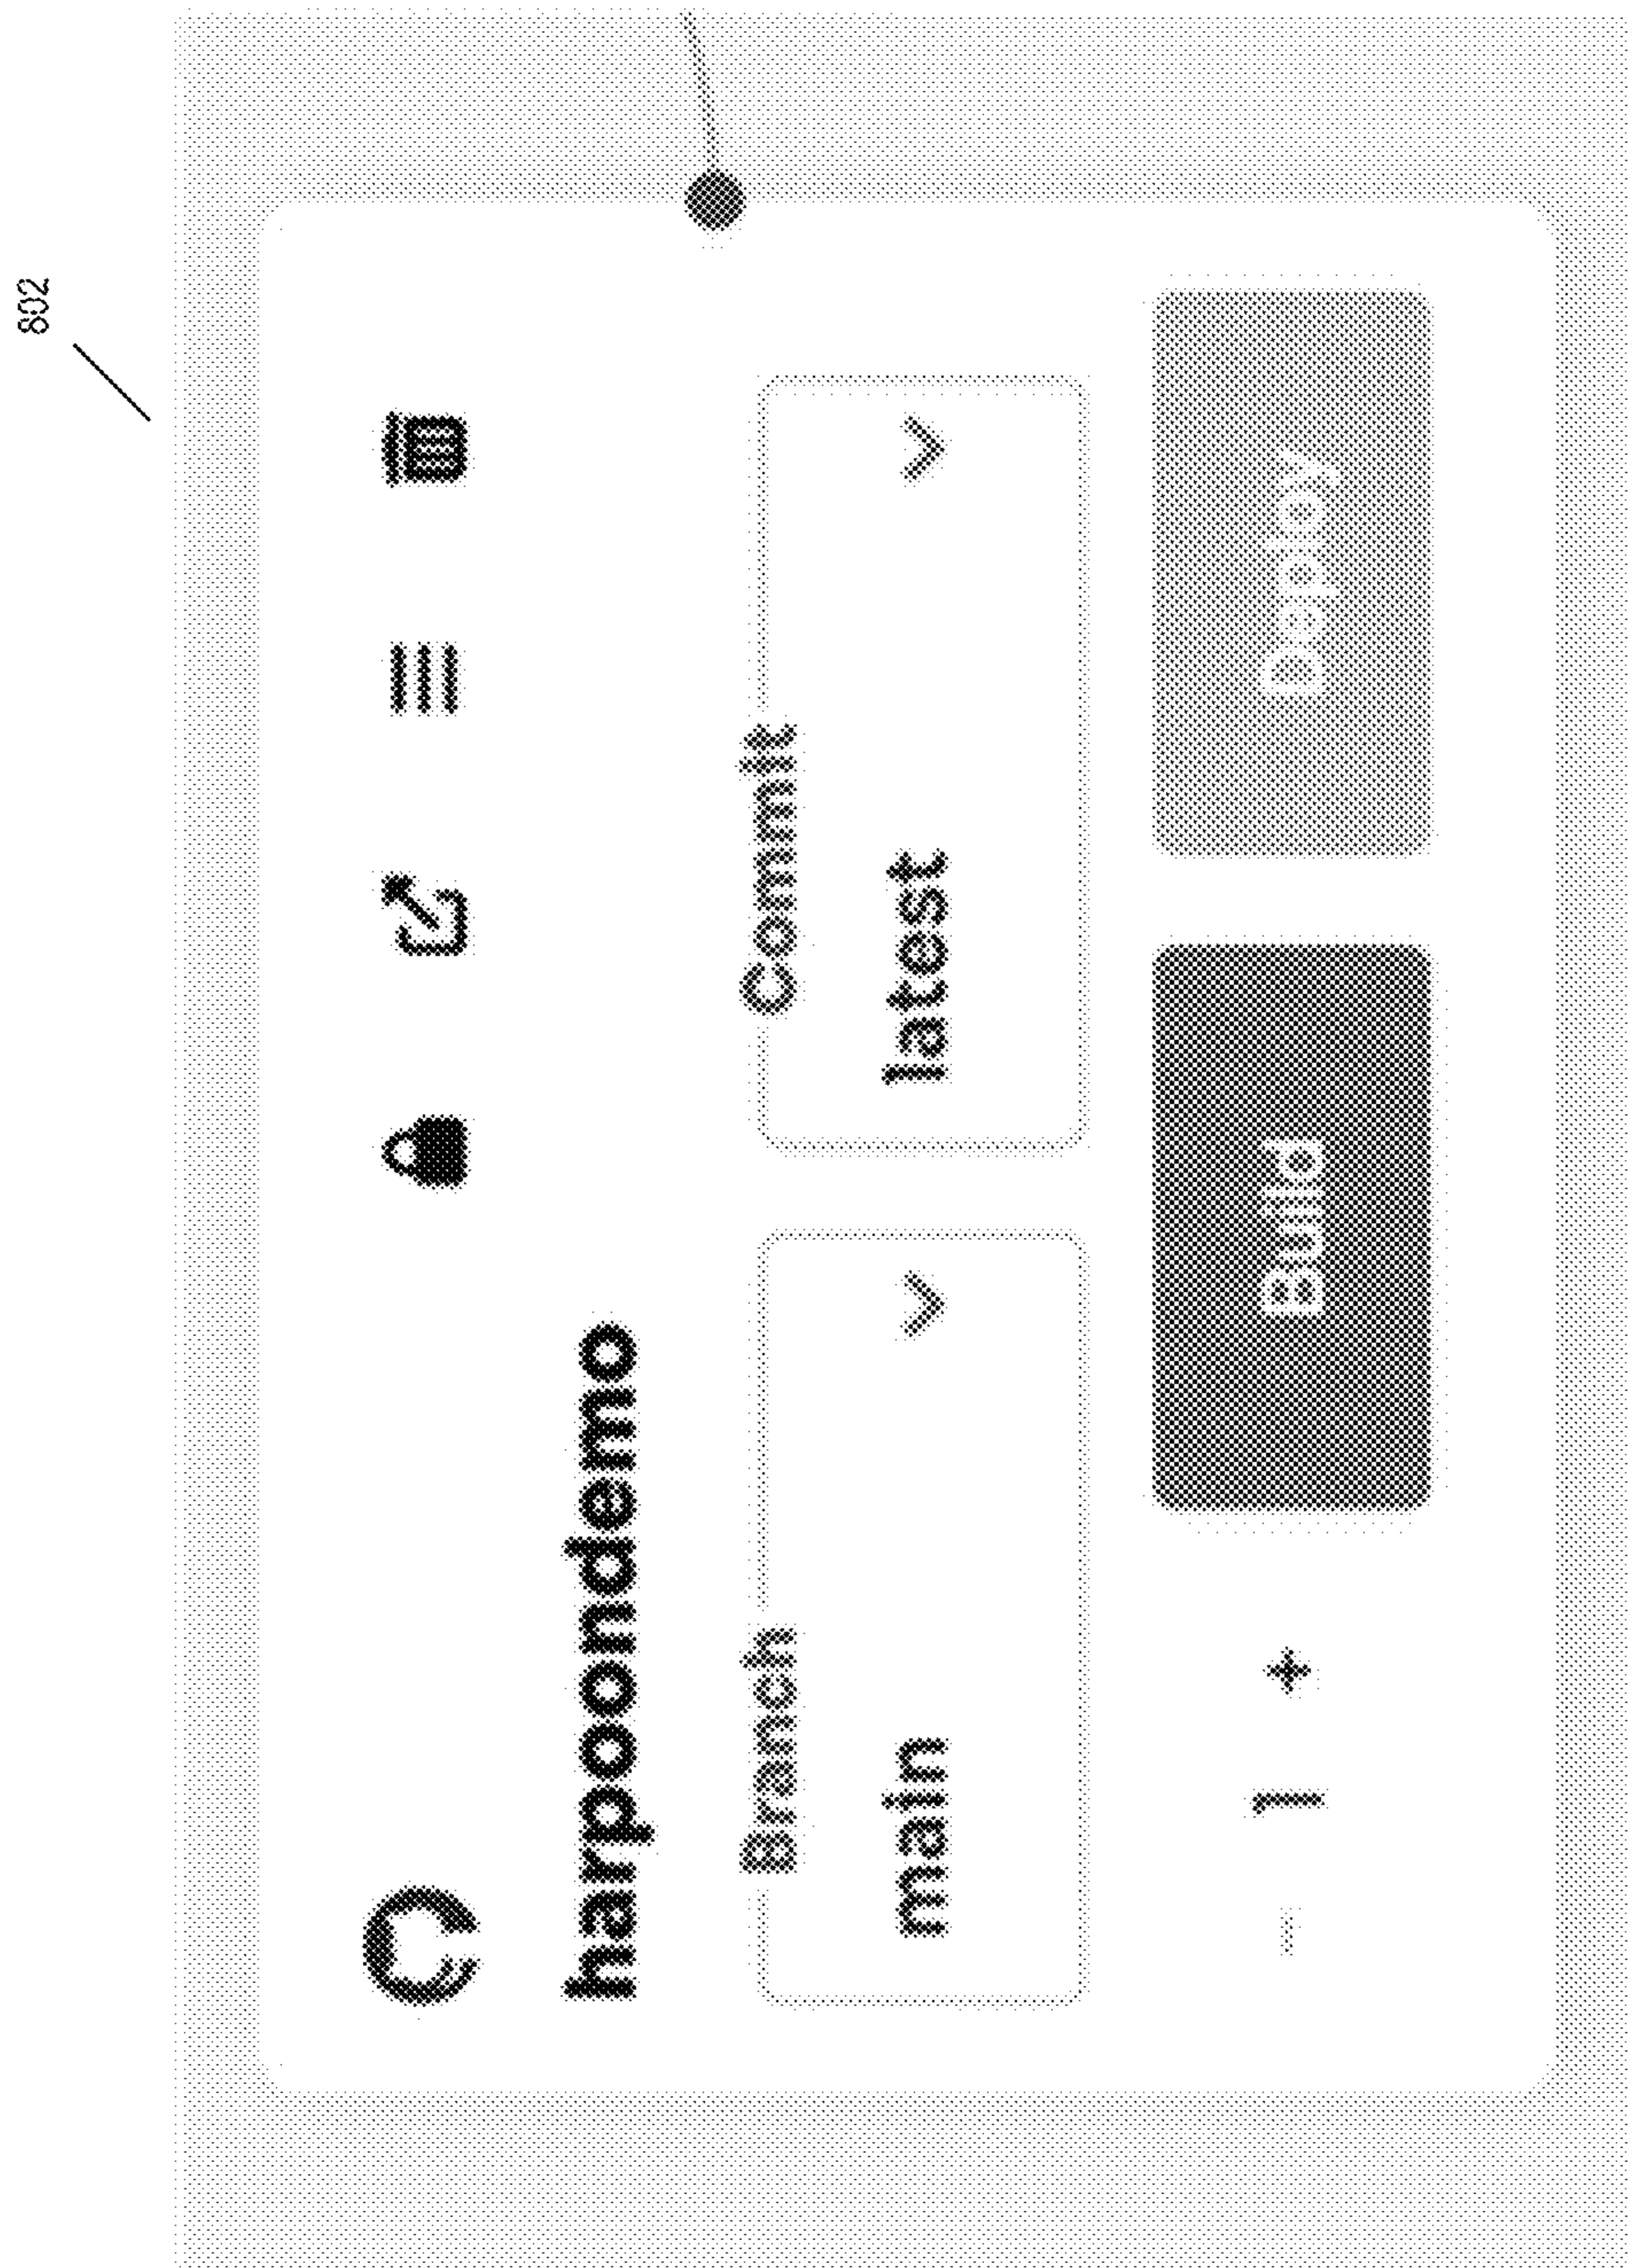 802
harpoondemo
Branch
main
Commit
latest
− 1 +
Build
Deploy